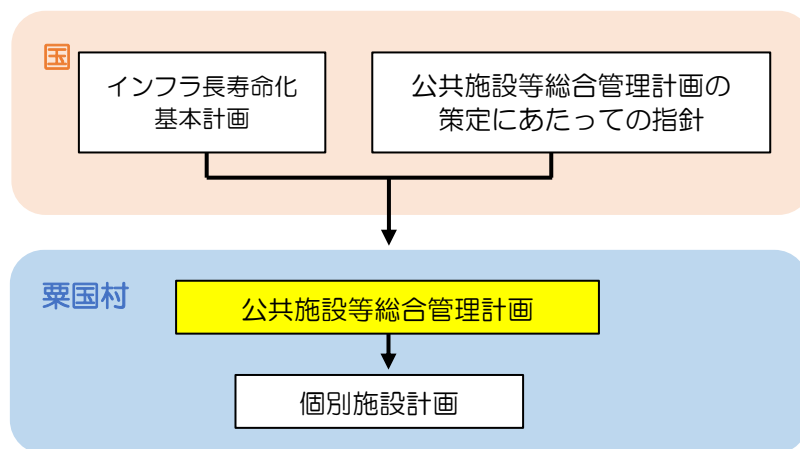 国
インフラ長寿命化
基本計画
公共施設等総合管理計画の
策定にあたっての指針
粟国村
公共施設等総合管理計画
個別施設計画